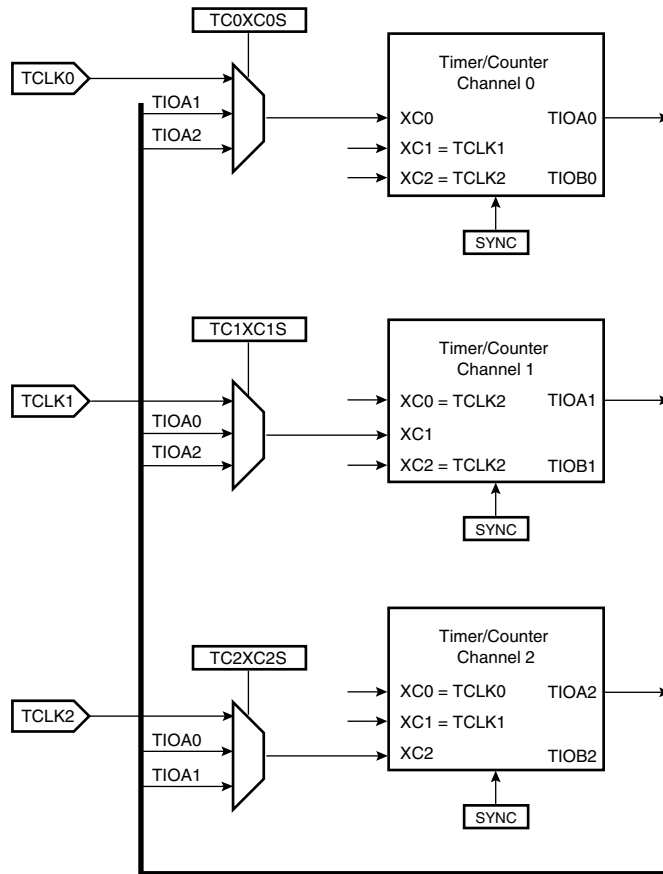 TC0XC0S
TCLK0
TIOA1
TIOA2
Timer/Counter
Channel 0
XC0
TIOA0
XC1 = TCLK1
XC2 = TCLK2
TIOB0
SYNC
TC1XC1S
TCLK1
TIOA0
TIOA2
Timer/Counter
Channel 1
XC0 = TCLK2
TIOA1
XC1
XC2 = TCLK2
TIOB1
SYNC
TC2XC2S
TCLK2
TIOA0
TIOA1
Timer/Counter
Channel 2
XC0 = TCLK0
TIOA2
XC1 = TCLK1
XC2
TIOB2
SYNC